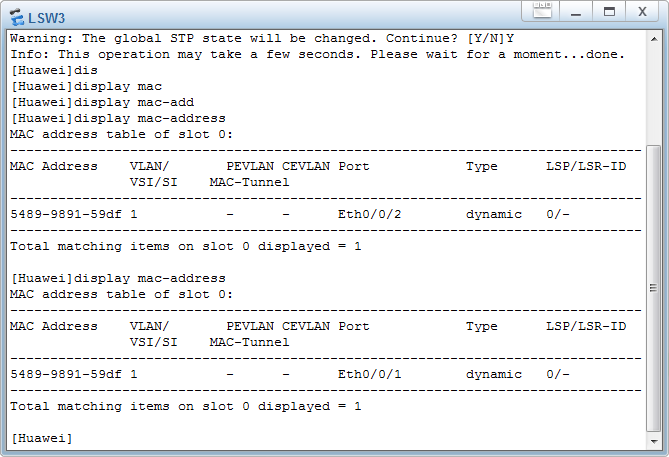 LSW3
Warning: The global STP state will be changed. Continue? [Y/N]Y
Info: This operation may take a few seconds. Please wait for a moment...done.
[Huawei]dis
[Huawei]display mac
[Huawei]display mac-add
[Huawei]display mac-address
MAC address table of slot 0:
-------------------------------------------------------------------------------
MAC Address    VLAN/       PEVLAN CEVLAN Port            Type      LSP/LSR-ID
               VSI/SI    MAC-Tunnel
-------------------------------------------------------------------------------
5489-9891-59df 1           -      -      Eth0/0/2        dynamic   0/-
-------------------------------------------------------------------------------
Total matching items on slot 0 displayed = 1
[Huawei]display mac-address
MAC address table of slot 0:
-------------------------------------------------------------------------------
MAC Address    VLAN/       PEVLAN CEVLAN Port            Type      LSP/LSR-ID
               VSI/SI    MAC-Tunnel
-------------------------------------------------------------------------------
5489-9891-59df 1           -      -      Eth0/0/1        dynamic   0/-
-------------------------------------------------------------------------------
Total matching items on slot 0 displayed = 1
[Huawei]